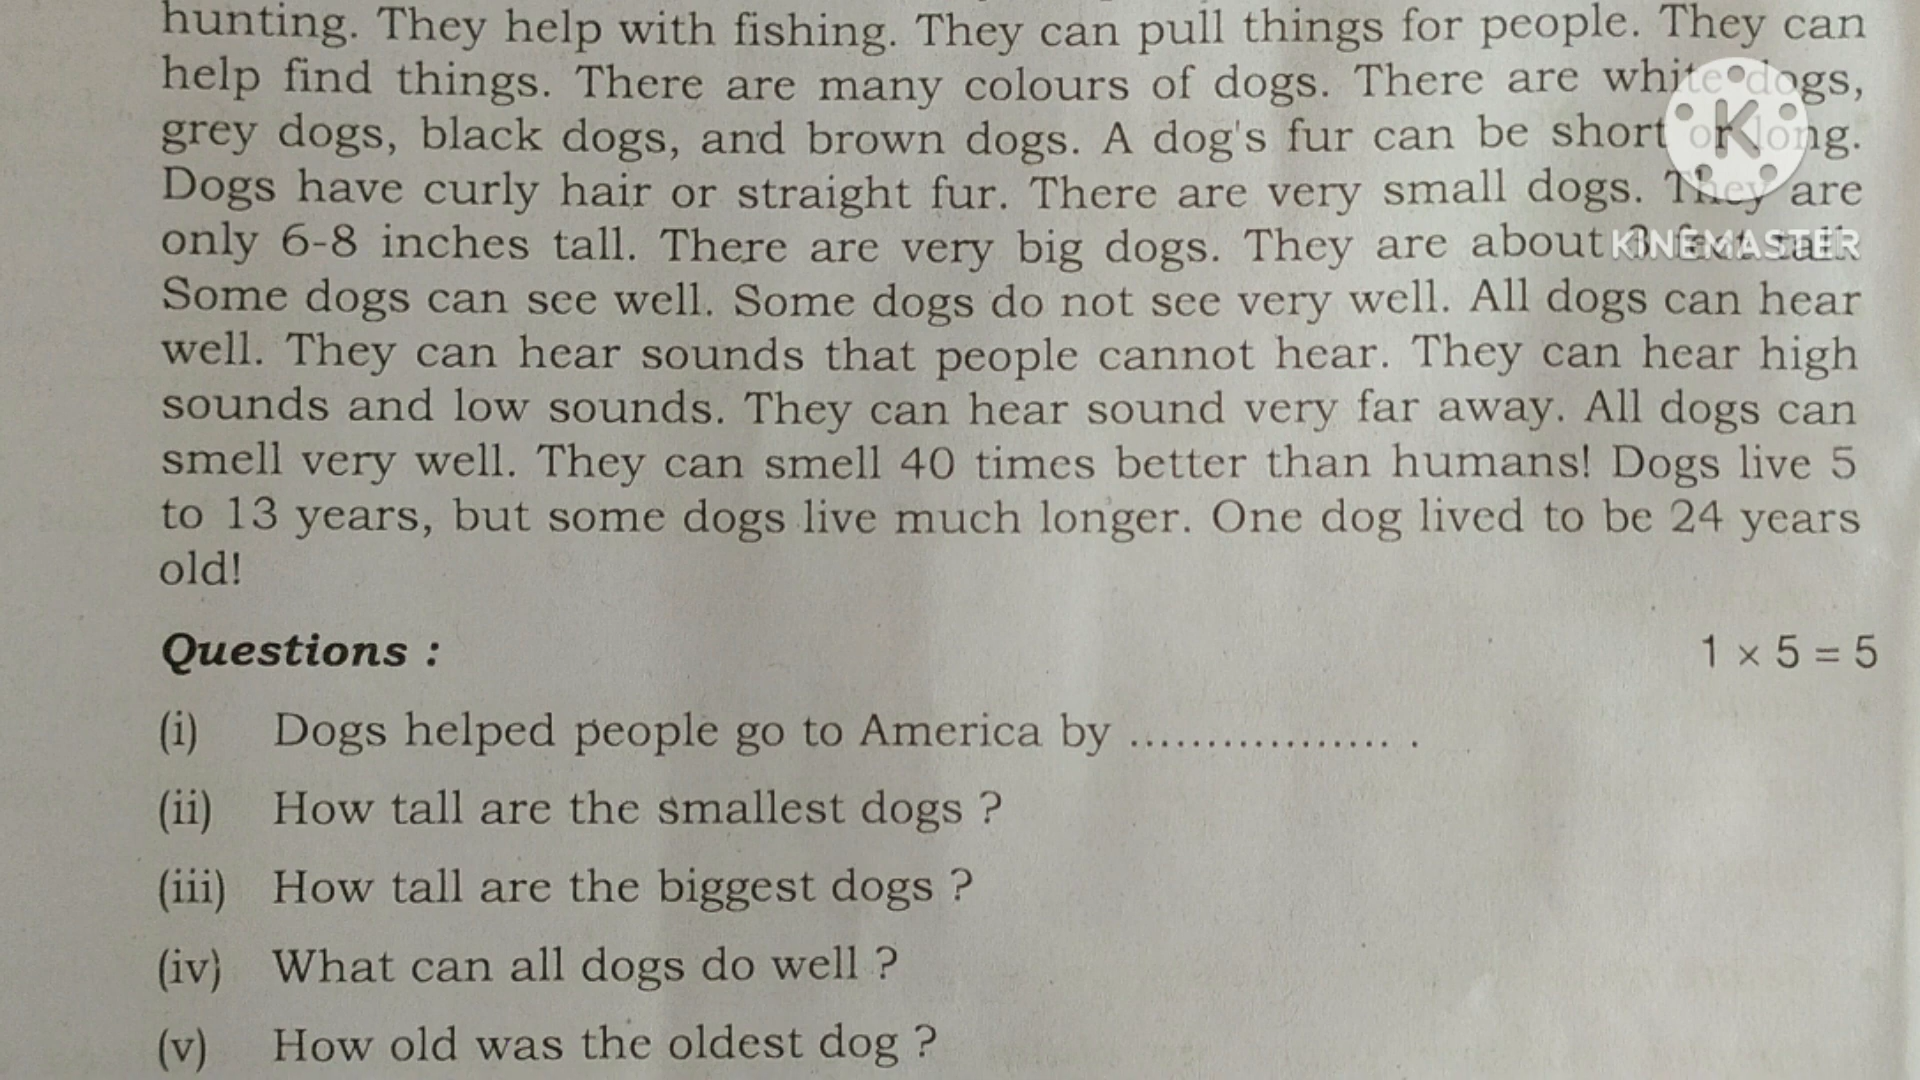 hunting. They help with fishing. They can pull things for people. They can
help find things. There are many colours of dogs. There are white dogs,
grey dogs, black dogs, and brown dogs. A dog's fur can be short or long.
Dogs have curly hair or straight fur. There are very small dogs. They are
only 6-8 inches tall. There are very big dogs. They are about 3 feet tall.
KINEMASTER
Some dogs can see well. Some dogs do not see very well. All dogs can hear
well. They can hear sounds that people cannot hear. They can hear high
sounds and low sounds. They can hear sound very far away. All dogs can
smell very well. They can smell 40 times better than humans! Dogs live 5
to 13 years, but some dogs live much longer. One dog lived to be 24 years
old!
Questions :
1 × 5 = 5
(i) Dogs helped people go to America by .................. .
(ii) How tall are the smallest dogs ?
(iii) How tall are the biggest dogs ?
(iv) What can all dogs do well ?
(v) How old was the oldest dog ?
K